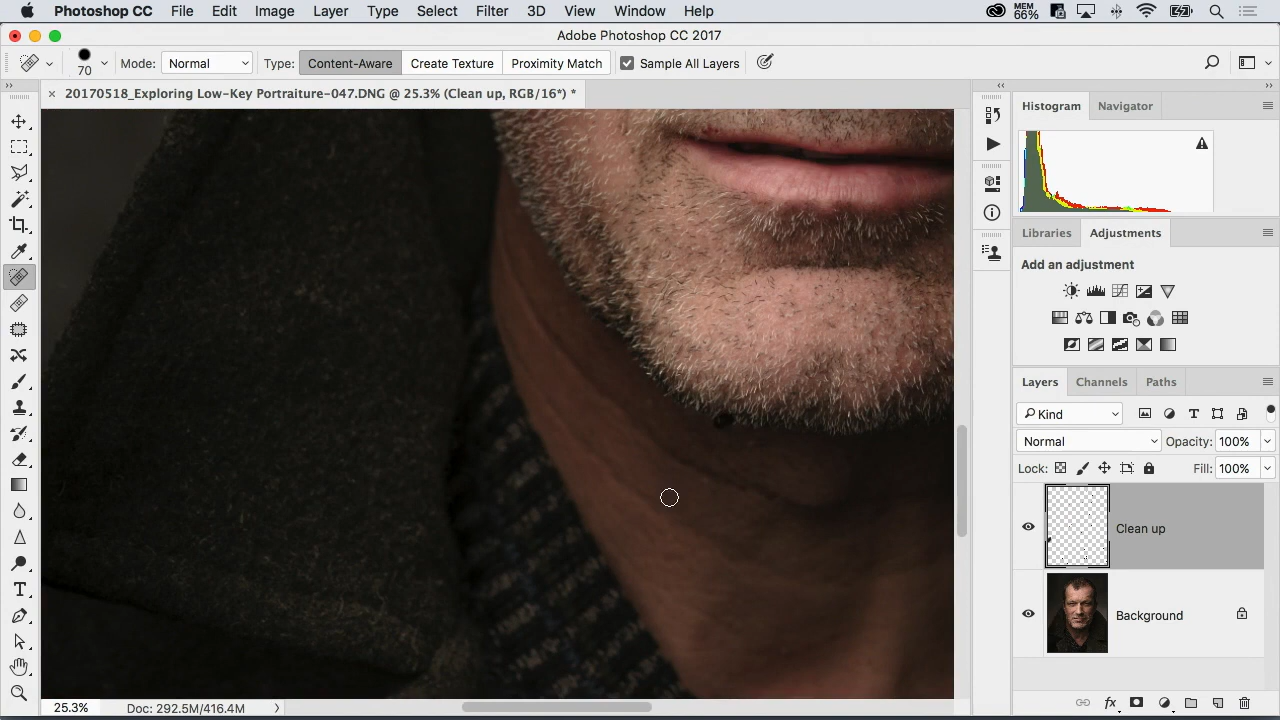 Photoshop CC File Edit Image Layer Type Select Filter 3D View Window Help MEM 66%
Adobe Photoshop CC 2017
70 Mode: Normal Type: Content-Aware Create Texture Proximity Match Sample All Layers
× 20170518_Exploring Low-Key Portraiture-047.DNG @ 25.3% (Clean up, RGB/16*) *
Histogram Navigator
Libraries Adjustments
Add an adjustment
Layers Channels Paths
Kind
Normal Opacity: 100%
Lock: Fill: 100%
Clean up
Background
25.3% Doc: 292.5M/416.4M